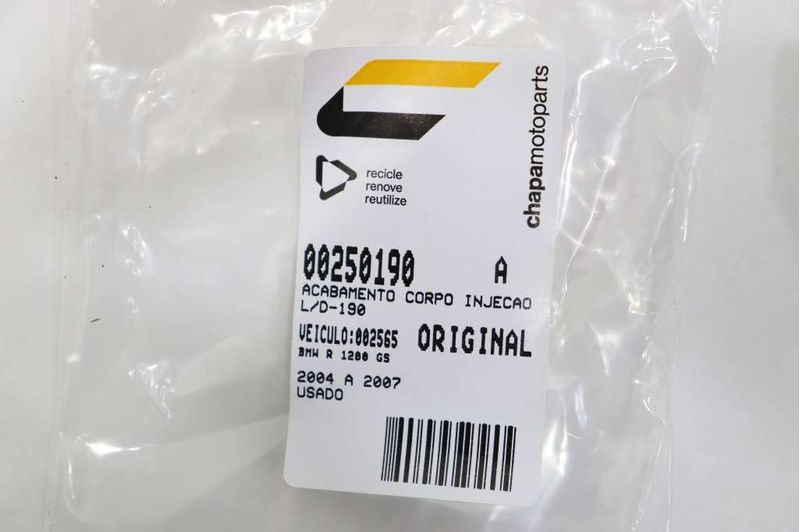 chapamotoparts
recicle
renove
reutilize
00250190 A
ACABAMENTO CORPO INJECAO
L/D-190
VEICULO:002565 ORIGINAL
BMW R 1200 GS
2004 A 2007
USADO